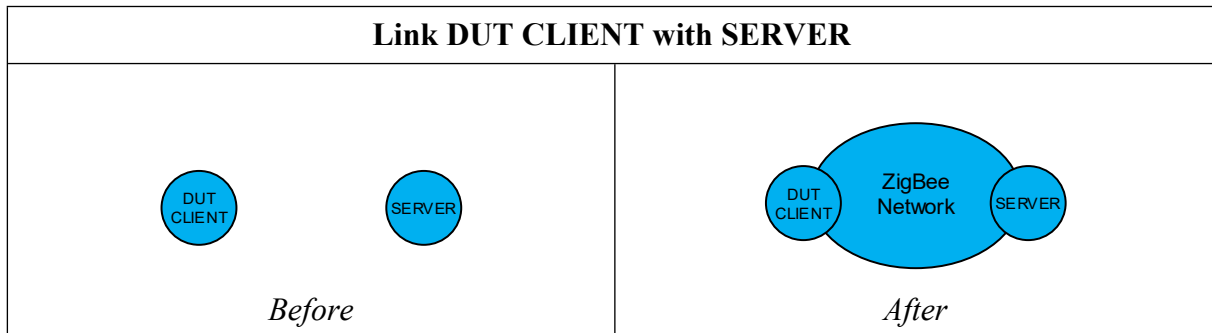 Link DUT CLIENT with SERVER
DUT
CLIENT
SERVER
Before
DUT
CLIENT
ZigBee
Network
SERVER
After